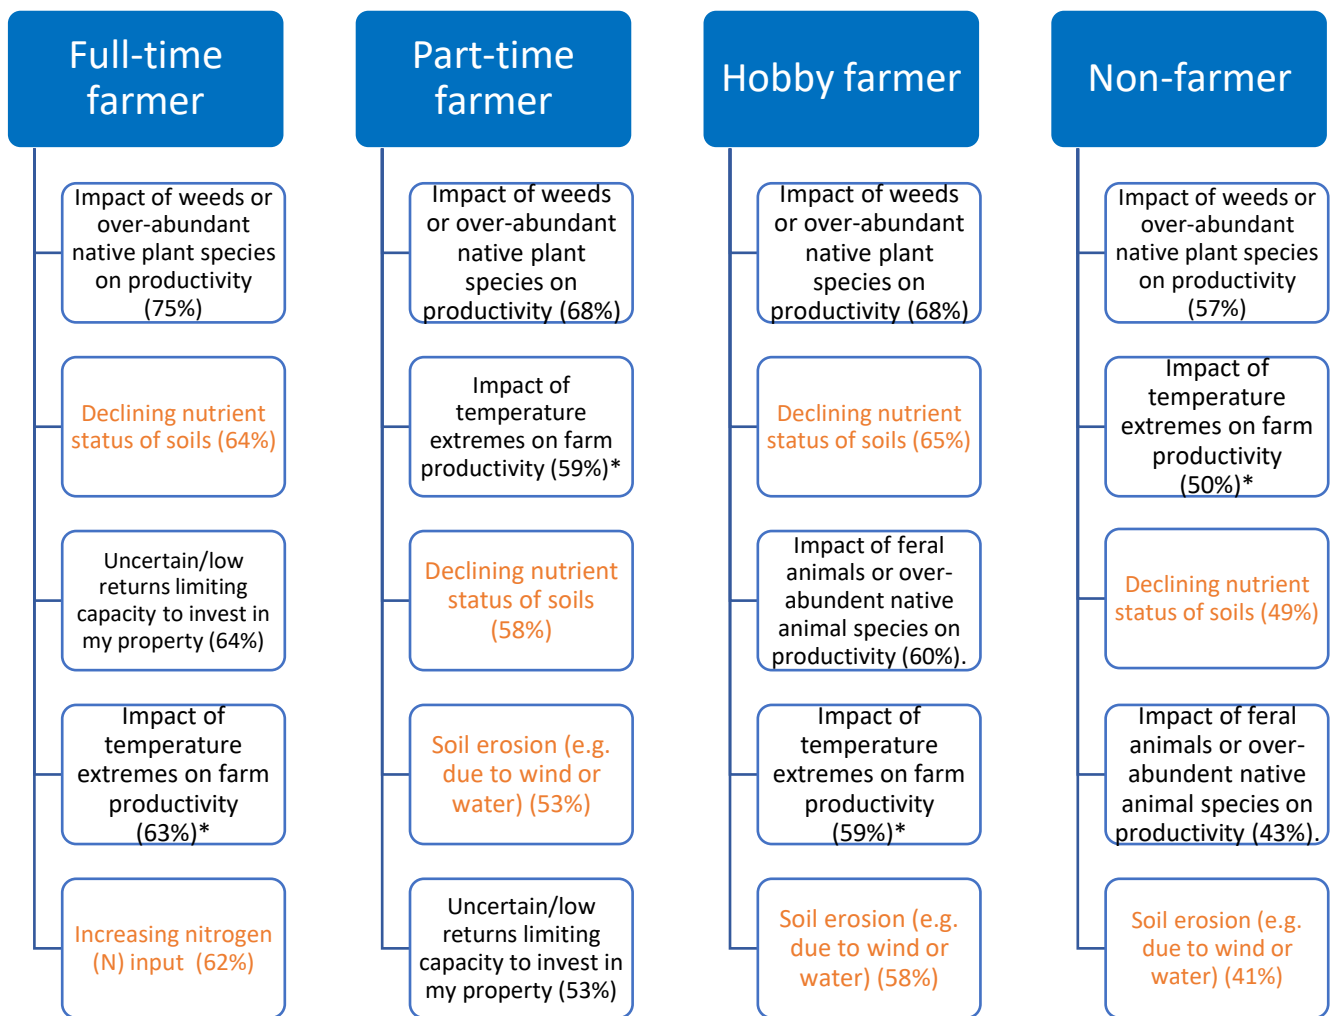 Full-time
farmer
Impact of weeds or
over-abundant
native plant species
on productivity
(75%)
Declining nutrient
status of soils (64%)
Uncertain/low
returns limiting
capacity to invest in
my property (64%)
Impact of
temperature
extremes on farm
productivity
(63%)*
Increasing nitrogen
(N) input (62%)
Part-time
farmer
Impact of weeds
or over-abundant
native plant
species on
productivity (68%)
Impact of
temperature
extremes on farm
productivity (59%)*
Declining nutrient
status of soils
(58%)
Soil erosion (e.g.
due to wind or
water) (53%)
Uncertain/low
returns limiting
capacity to invest in
my property (53%)
Hobby farmer
Impact of weeds
or over-abundant
native plant
species on
productivity (68%)
Declining nutrient
status of soils (65%)
Impact of feral
animals or over-
abundent native
animal species on
productivity (60%).
Impact of
temperature
extremes on farm
productivity
(59%)*
Soil erosion (e.g.
due to wind or
water) (58%)
Non-farmer
Impact of weeds or
over-abundant
native plant species
on productivity
(57%)
Impact of
temperature
extremes on farm
productivity
(50%)*
Declining nutrient
status of soils (49%)
Impact of feral
animals or over-
abundent native
animal species on
productivity (43%).
Soil erosion (e.g.
due to wind or
water) (41%)